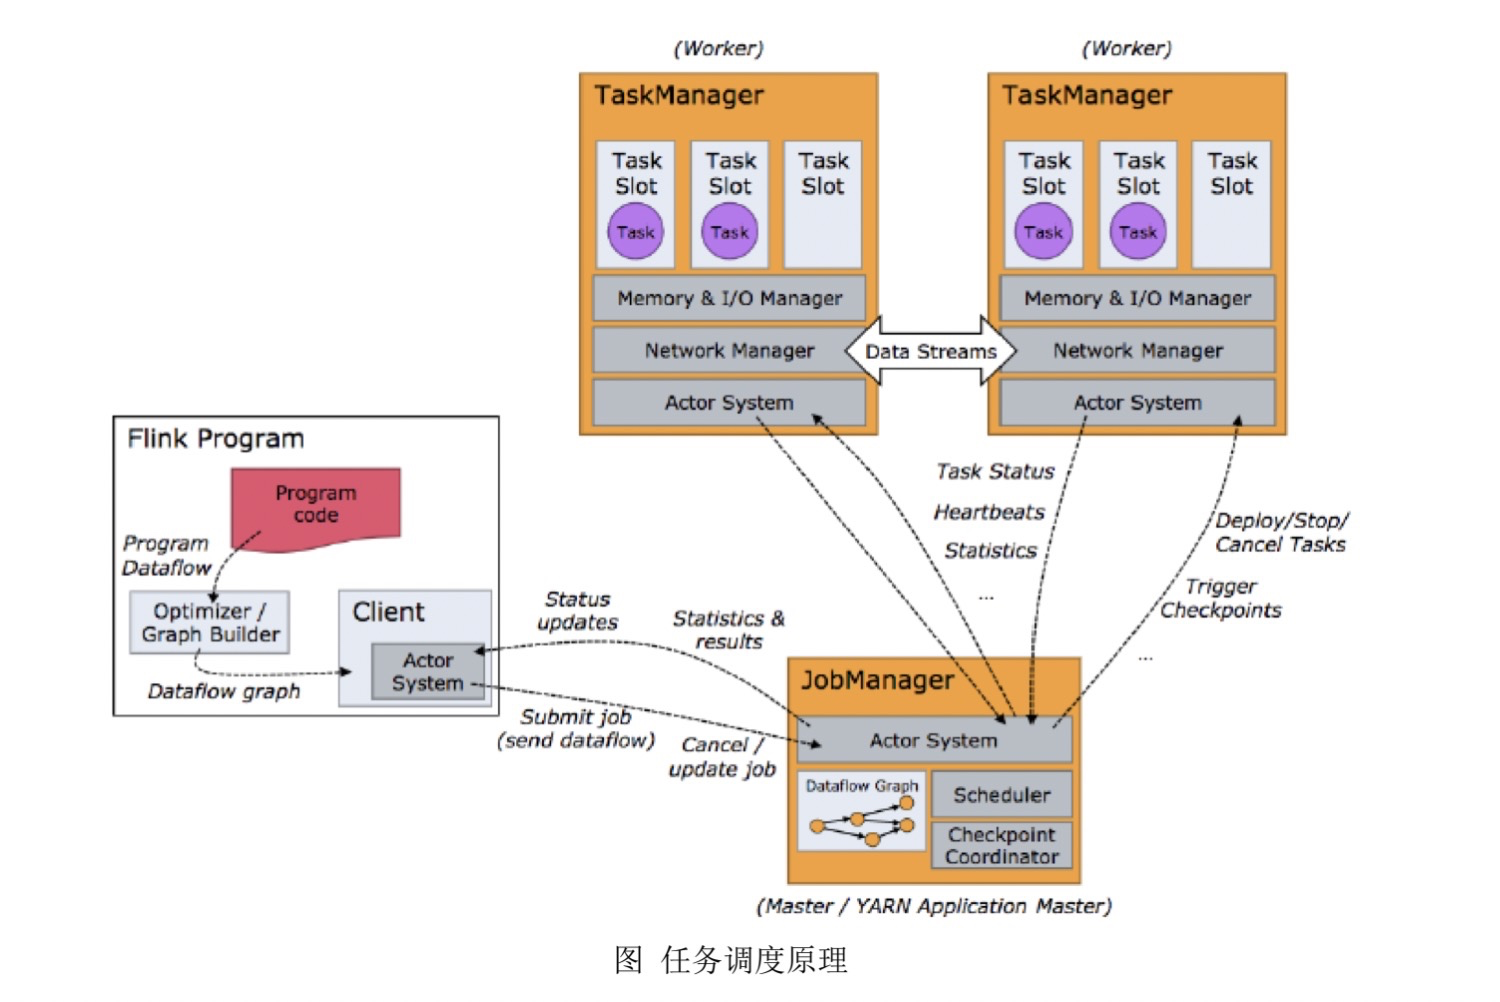 (Worker)
TaskManager
Task
Slot
Task
Task
Slot
Task
Task
Slot
Memory & I/O Manager
Network Manager
Actor System
Data Streams
(Worker)
TaskManager
Task
Slot
Task
Task
Slot
Task
Task
Slot
Memory & I/O Manager
Network Manager
Actor System
Flink Program
Program
code
Program
Dataflow
Optimizer /
Graph Builder
Dataflow graph
Client
Actor
System
Status
updates
Statistics &
results
Submit job
(send dataflow)
Cancel /
update job
Task Status
Heartbeats
Statistics
...
Deploy/Stop/
Cancel Tasks
Trigger
Checkpoints
...
JobManager
Actor System
Dataflow Graph
Scheduler
Checkpoint
Coordinator
(Master / YARN Application Master)
图 任务调度原理